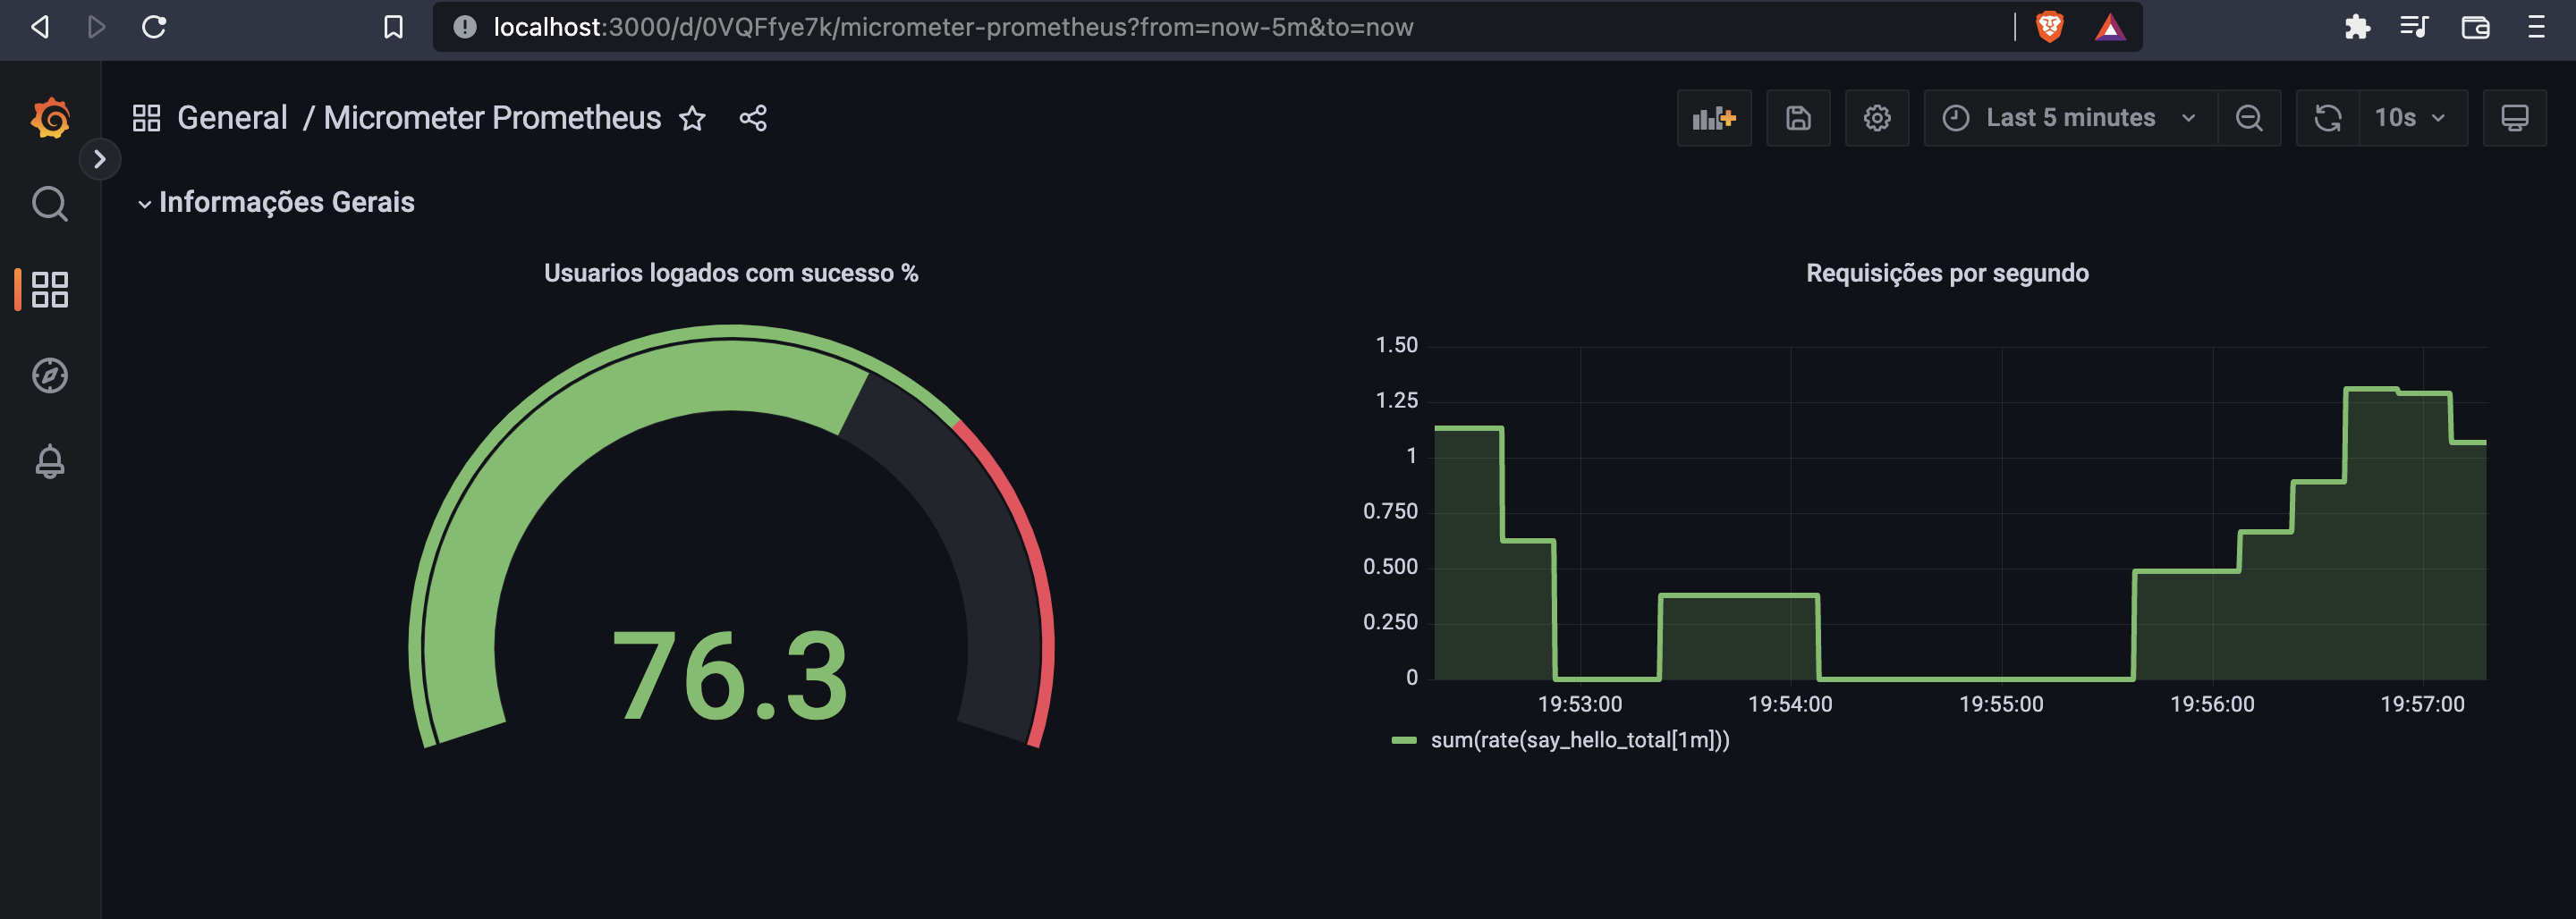 localhost:3000/d/0VQFfye7k/micrometer-prometheus?from=now-5m&to=now
General / Micrometer Prometheus
Last 5 minutes
10s
Informações Gerais
Usuarios logados com sucesso %
76.3
Requisições por segundo
1.50
1.25
1
0.750
0.500
0.250
0
19:53:00 19:54:00 19:55:00 19:56:00 19:57:00
sum(rate(say_hello_total[1m]))